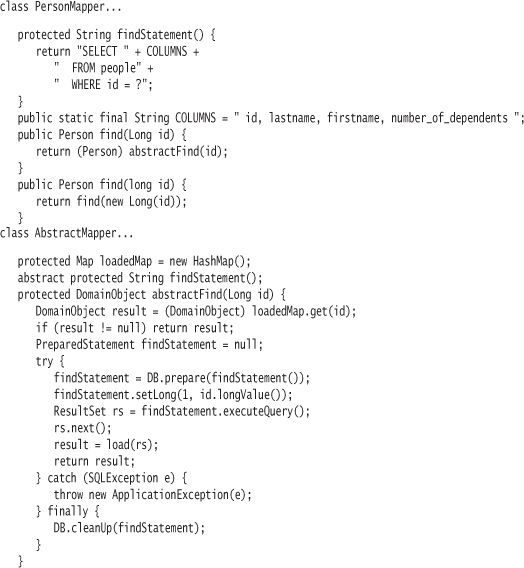 class PersonMapper...
protected String findStatement() {
return "SELECT " + COLUMNS +
"  FROM people" +
"  WHERE id = ?";
}
public static final String COLUMNS = " id, lastname, firstname, number_of_dependents ";
public Person find(Long id) {
return (Person) abstractFind(id);
}
public Person find(long id) {
return find(new Long(id));
}
class AbstractMapper...
protected Map loadedMap = new HashMap();
abstract protected String findStatement();
protected DomainObject abstractFind(Long id) {
DomainObject result = (DomainObject) loadedMap.get(id);
if (result != null) return result;
PreparedStatement findStatement = null;
try {
findStatement = DB.prepare(findStatement());
findStatement.setLong(1, id.longValue());
ResultSet rs = findStatement.executeQuery();
rs.next();
result = load(rs);
return result;
} catch (SQLException e) {
throw new ApplicationException(e);
} finally {
DB.cleanUp(findStatement);
}
}